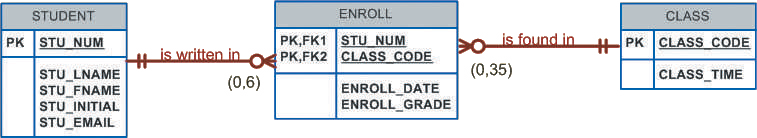 STUDENT
PK STU_NUM
STU_LNAME
STU_FNAME
STU_INITIAL
STU_EMAIL
is written in
(0,6)
ENROLL
PK,FK1 STU_NUM
PK,FK2 CLASS_CODE
ENROLL_DATE
ENROLL_GRADE
is found in
(0,35)
CLASS
PK CLASS_CODE
CLASS_TIME